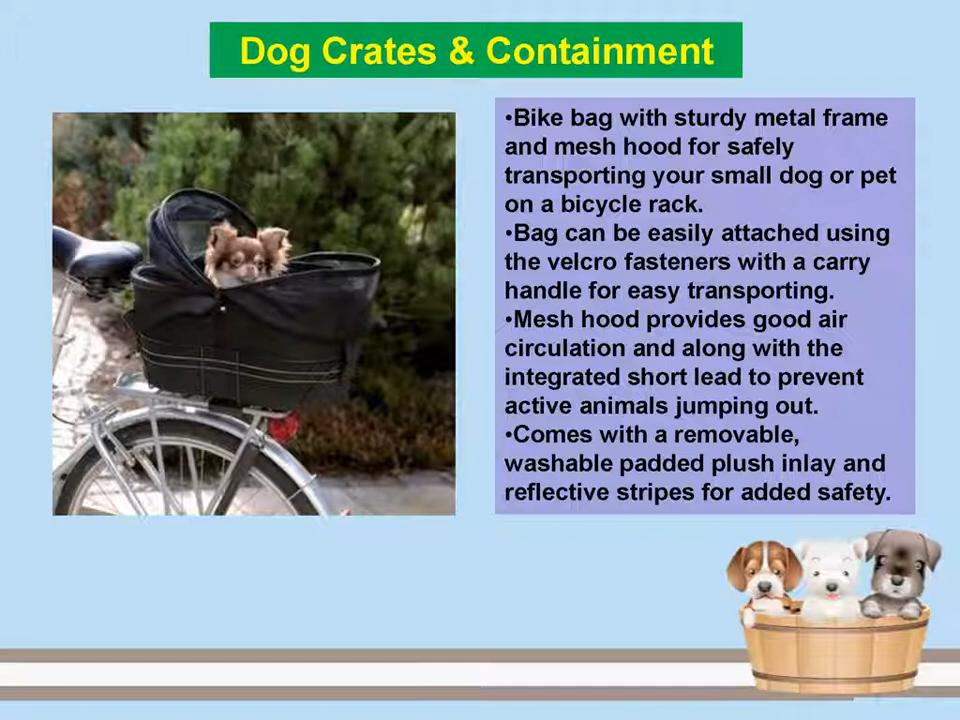 Dog Crates & Containment
•Bike bag with sturdy metal frame
and mesh hood for safely
transporting your small dog or pet
on a bicycle rack.
•Bag can be easily attached using
the velcro fasteners with a carry
handle for easy transporting.
•Mesh hood provides good air
circulation and along with the
integrated short lead to prevent
active animals jumping out.
•Comes with a removable,
washable padded plush inlay and
reflective stripes for added safety.